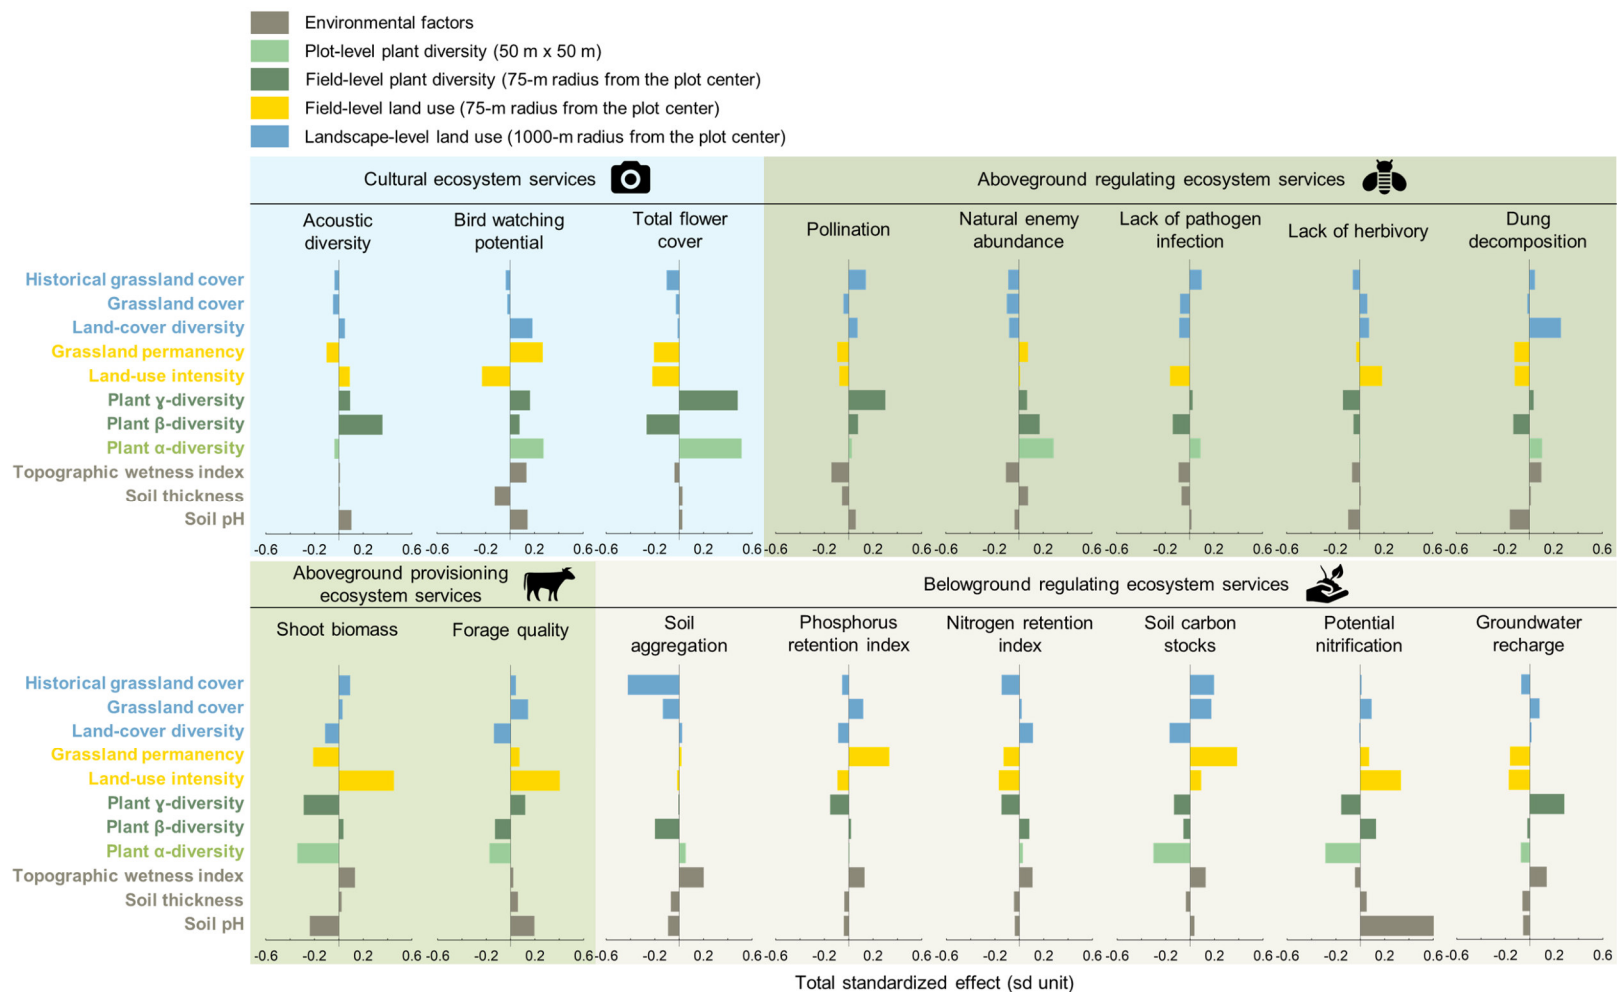 Environmental factors
Plot-level plant diversity (50 m x 50 m)
Field-level plant diversity (75-m radius from the plot center)
Field-level land use (75-m radius from the plot center)
Landscape-level land use (1000-m radius from the plot center)
Cultural ecosystem services
Aboveground regulating ecosystem services
Acoustic
diversity
Bird watching
potential
Total flower
cover
Pollination
Natural enemy
abundance
Lack of pathogen
infection
Lack of herbivory
Dung
decomposition
Historical grassland cover
Grassland cover
Land-cover diversity
Grassland permanency
Land-use intensity
Plant ɣ-diversity
Plant β-diversity
Plant α-diversity
Topographic wetness index
Soil thickness
Soil pH
-0.6 -0.2 0.2 0.6 -0.6 -0.2 0.2 0.6 -0.6 -0.2 0.2 0.6 -0.6 -0.2 0.2 0.6 -0.6 -0.2 0.2 0.6 -0.6 -0.2 0.2 0.6 -0.6 -0.2 0.2 0.6 -0.6 -0.2 0.2 0.6
Aboveground provisioning
ecosystem services
Belowground regulating ecosystem services
Shoot biomass
Forage quality
Soil
aggregation
Phosphorus
retention index
Nitrogen retention
index
Soil carbon
stocks
Potential
nitrification
Groundwater
recharge
Historical grassland cover
Grassland cover
Land-cover diversity
Grassland permanency
Land-use intensity
Plant ɣ-diversity
Plant β-diversity
Plant α-diversity
Topographic wetness index
Soil thickness
Soil pH
-0.6 -0.2 0.2 0.6 -0.6 -0.2 0.2 0.6 -0.6 -0.2 0.2 0.6 -0.6 -0.2 0.2 0.6 -0.6 -0.2 0.2 0.6 -0.6 -0.2 0.2 0.6 -0.6 -0.2 0.2 0.6 -0.6 -0.2 0.2 0.6
Total standardized effect (sd unit)